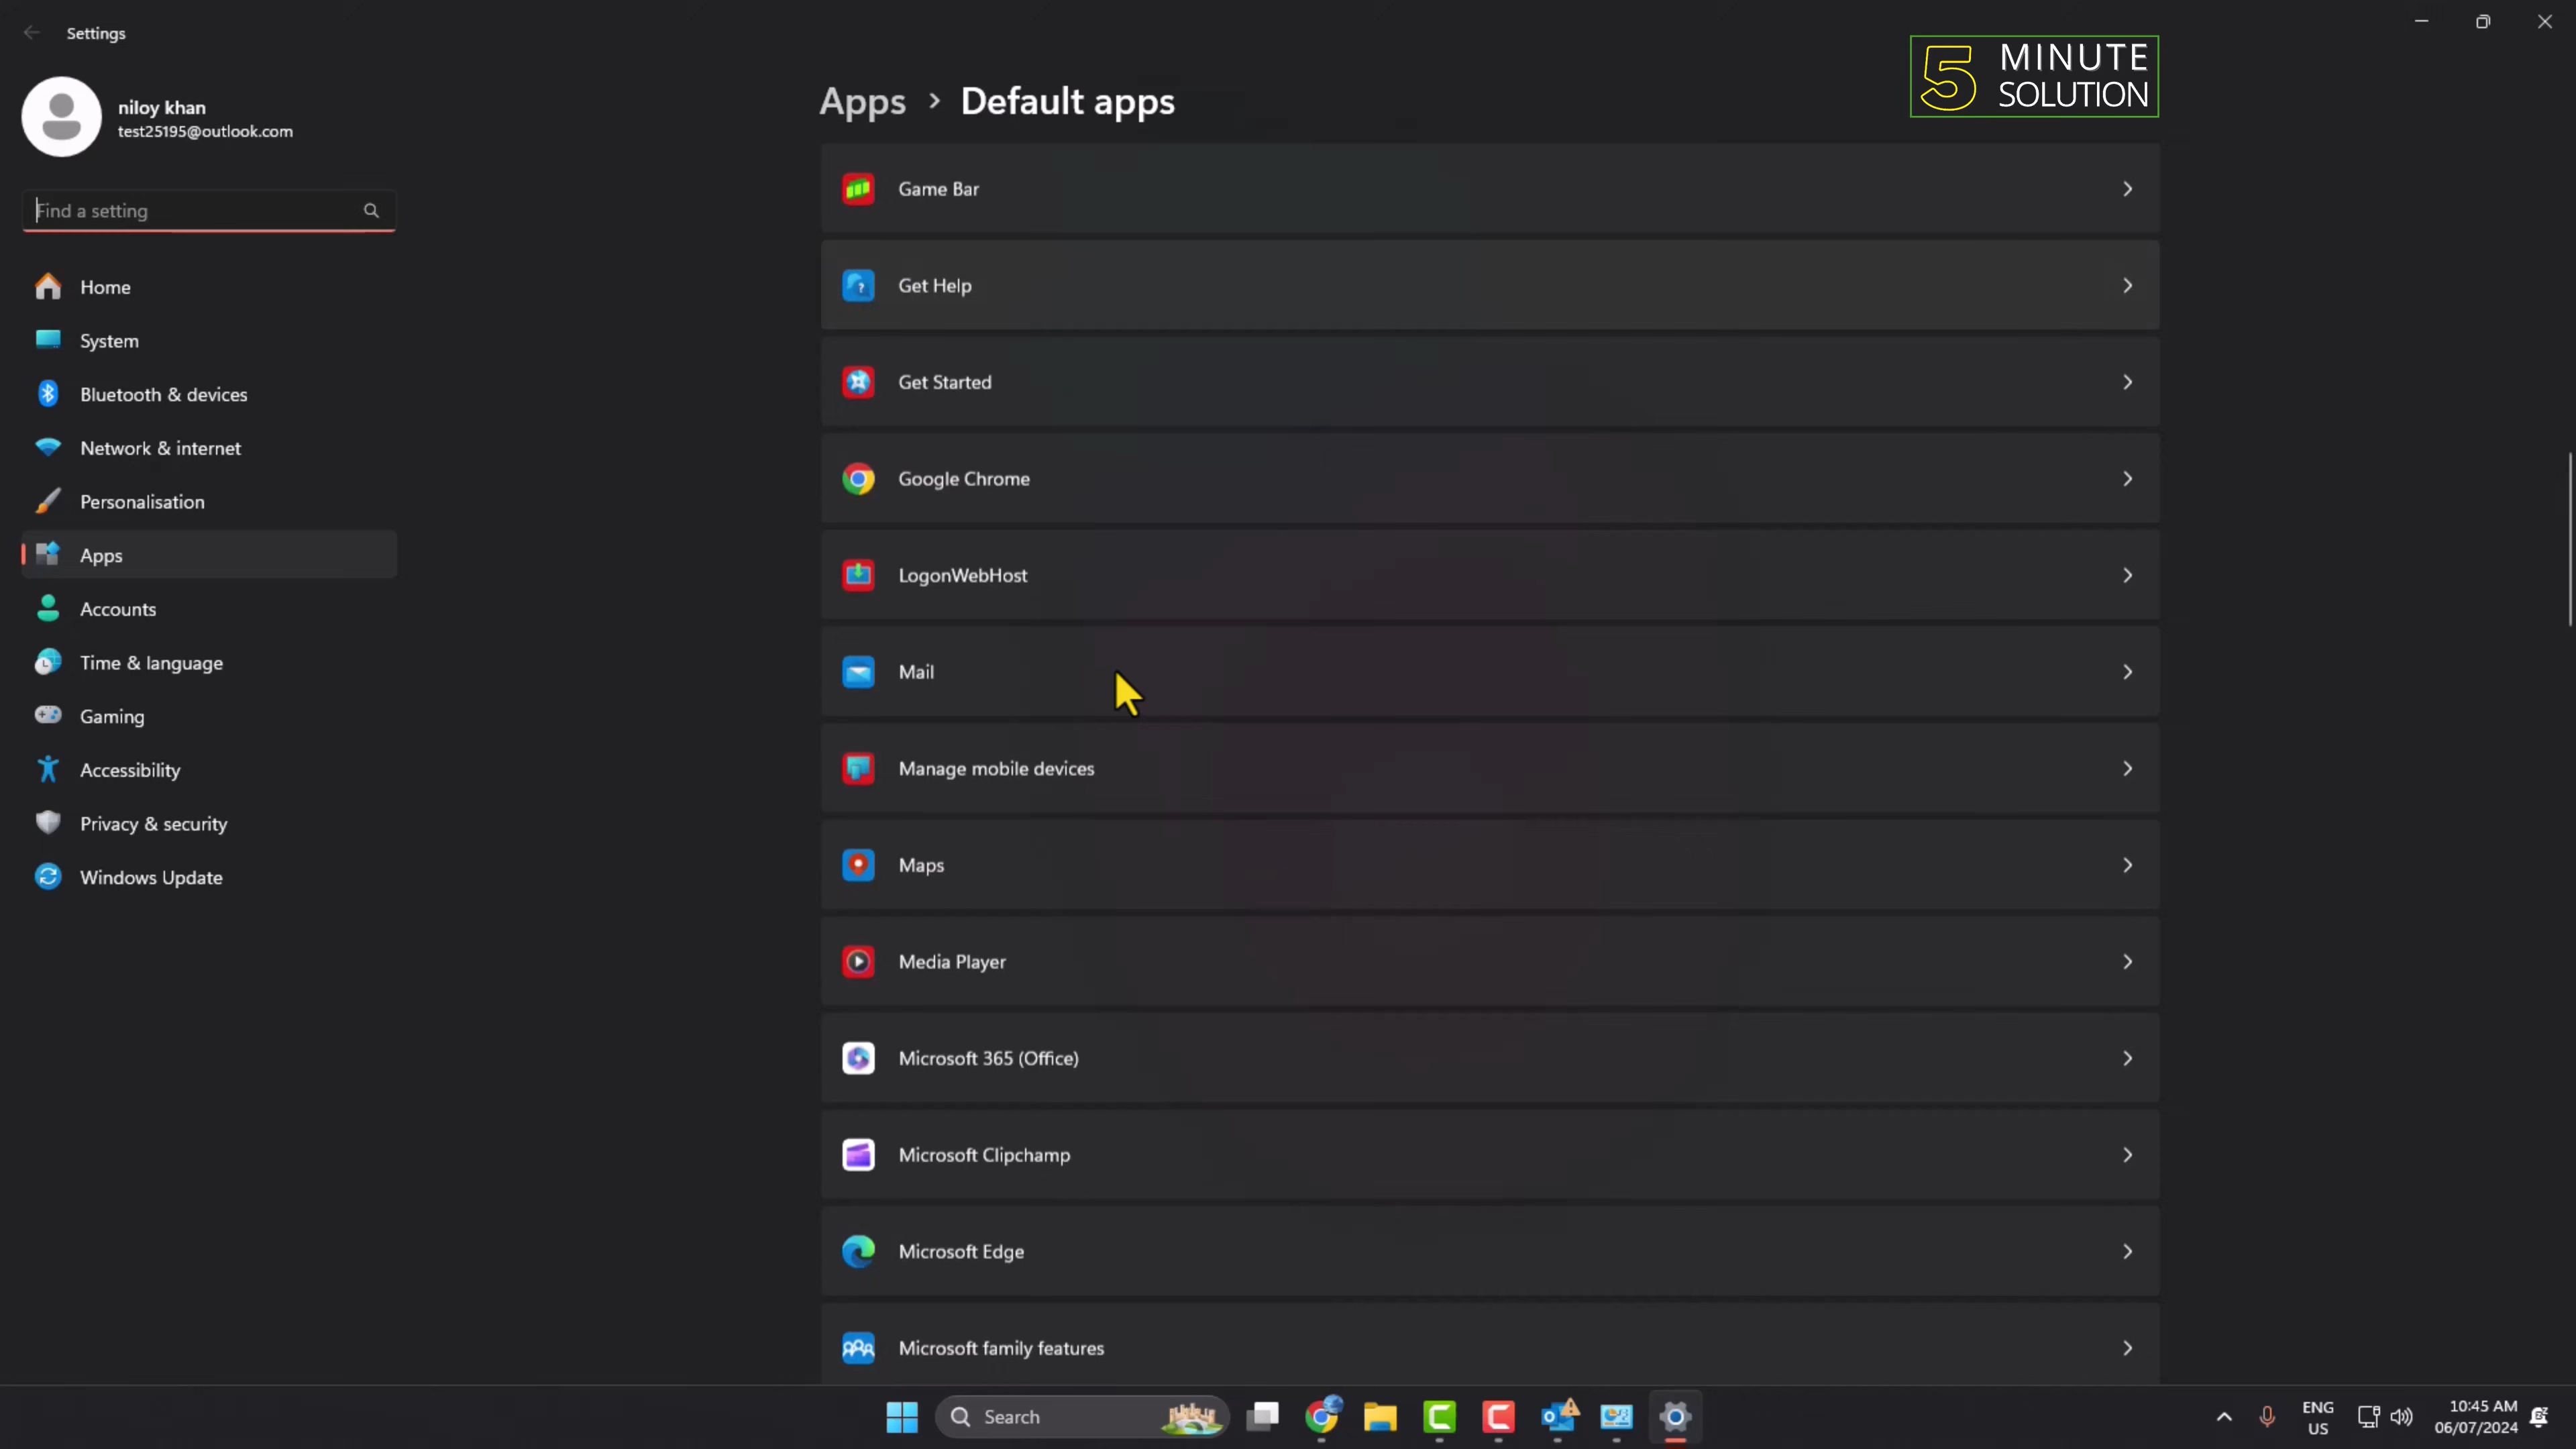 Settings
5 MINUTE
SOLUTION
niloy khan
test25195@outlook.com
Find a setting
Home
System
Bluetooth & devices
Network & internet
Personalisation
Apps
Accounts
Time & language
Gaming
Accessibility
Privacy & security
Windows Update
Apps > Default apps
Game Bar
Get Help
Get Started
Google Chrome
LogonWebHost
Mail
Manage mobile devices
Maps
Media Player
Microsoft 365 (Office)
Microsoft Clipchamp
Microsoft Edge
Microsoft family features
Search
ENG
US
10:45 AM
06/07/2024